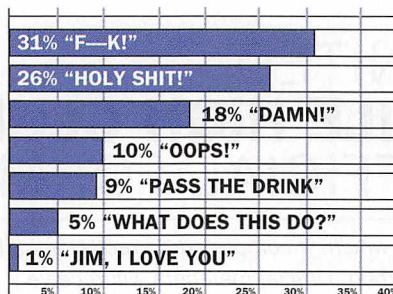 31% “F—K!”
26% “HOLY SHIT!”
18% “DAMN!”
10% “OOPS!”
9% “PASS THE DRINK”
5% “WHAT DOES THIS DO?”
1% “JIM, I LOVE YOU”
5% 10% 15% 20% 25% 30% 35% 40%